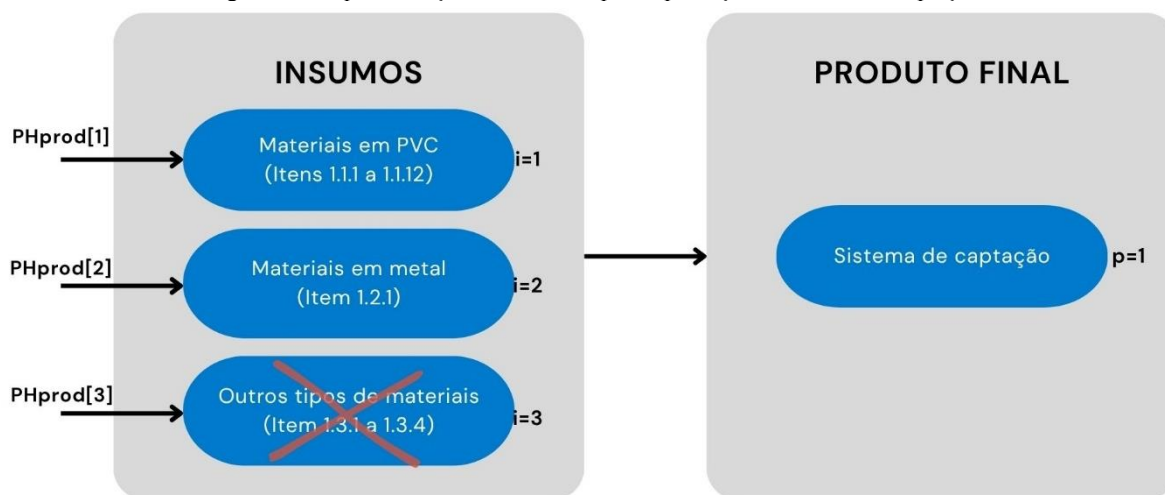 INSUMOS
PRODUTO FINAL
PHprod[1]
Materiais em PVC
(Itens 1.1.1 a 1.1.12)
i=1
PHprod[2]
Materiais em metal
(Item 1.2.1)
i=2
PHprod[3]
Outros tipos de materiais
(Item 1.3.1 a 1.3.4)
i=3
Sistema de captação
p=1